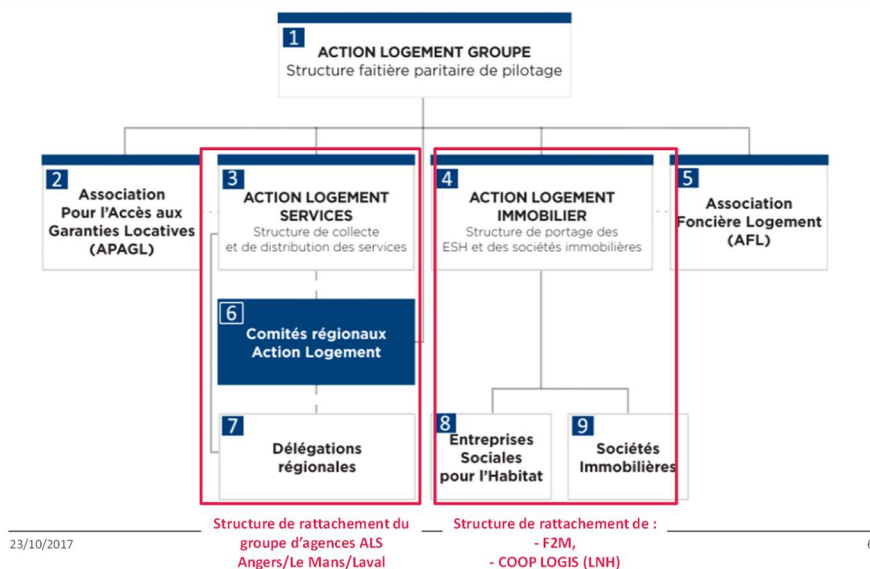 1
ACTION LOGEMENT GROUPE
Structure faitière paritaire de pilotage
2
Association
Pour l'Accès aux
Garanties Locatives
(APAGL)
3
ACTION LOGEMENT
SERVICES
Structure de collecte
et de distribution des services
4
ACTION LOGEMENT
IMMOBILIER
Structure de portage des
ESH et des sociétés immobilières
5
Association
Foncière Logement
(AFL)
6
Comités régionaux
Action Logement
7
Délégations
régionales
8
Entreprises
Sociales
pour l'Habitat
9
Sociétés
Immobilières
Structure de rattachement du
groupe d'agences ALS
Angers/Le Mans/Laval
Structure de rattachement de :
- F2M,
- COOP LOGIS (LNH)
23/10/2017
6